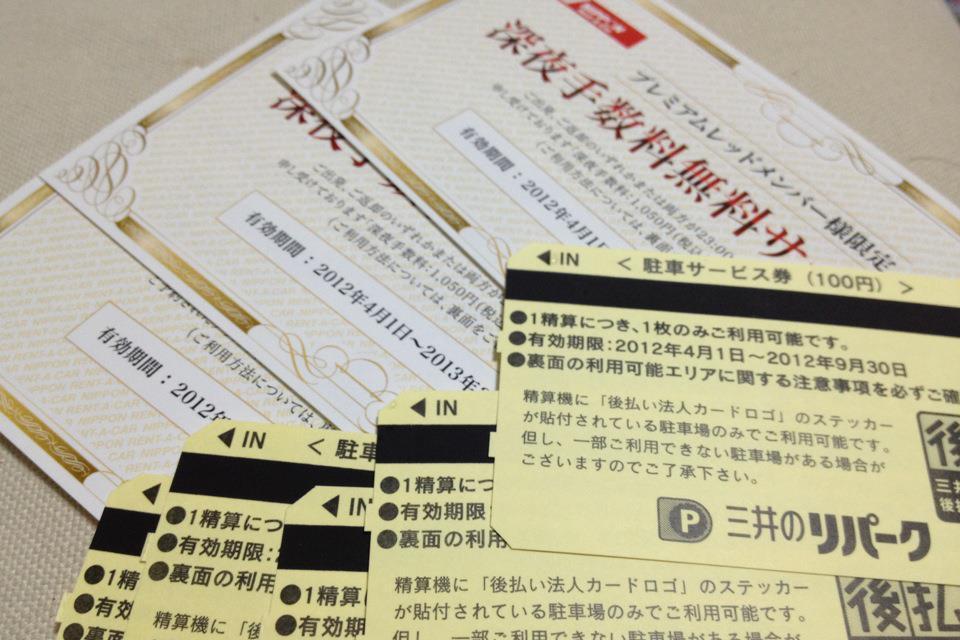 プレミアムレッドメンバー様限定
深夜手数料無料サ
ご出発、ご返却のいずれかまたは両方が23:00
申し受けております「深夜手数料:1,050円(税込
(ご利用方法については、裏面
有効期間:2012年4月1日
深夜手
ご出発、ご返却のいずれかまたは両方が
申し受けております「深夜手数料:1,050円(税込
(ご利用方法については、裏面をご
有効期間:2012年4月1日~2013年
(ご利用方法については、
有効期間:2012年
NIPPON RENT-A-CAR
◀IN < 駐車サービス券 (100円) >
●1精算につき、1枚のみご利用可能です。
●有効期限:2012年4月1日~2012年9月30日
●裏面の利用可能エリアに関する注意事項を必ずご確
精算機に「後払い法人カードロゴ」のステッカー
が貼付されている駐車場のみでご利用可能です。
但し、一部ご利用できない駐車場がある場合が
ございますのでご了承下さい。
後
三井
後払
P 三井のリパーク
◀IN
●1精算につ
●有効期限
●裏面の利用
精算機に「後払い法人カードロゴ」のステッカー
が貼付されている駐車場のみでご利用可能です。
但し、一部ご利用できない駐車場がある場合が
後払
◀IN < 駐車
●1精算につ
●有効期限:
●裏面の利用
精算機に「後
が貼付されて
◀IN
●1精算
●有効期
●1精
●有効
●裏面